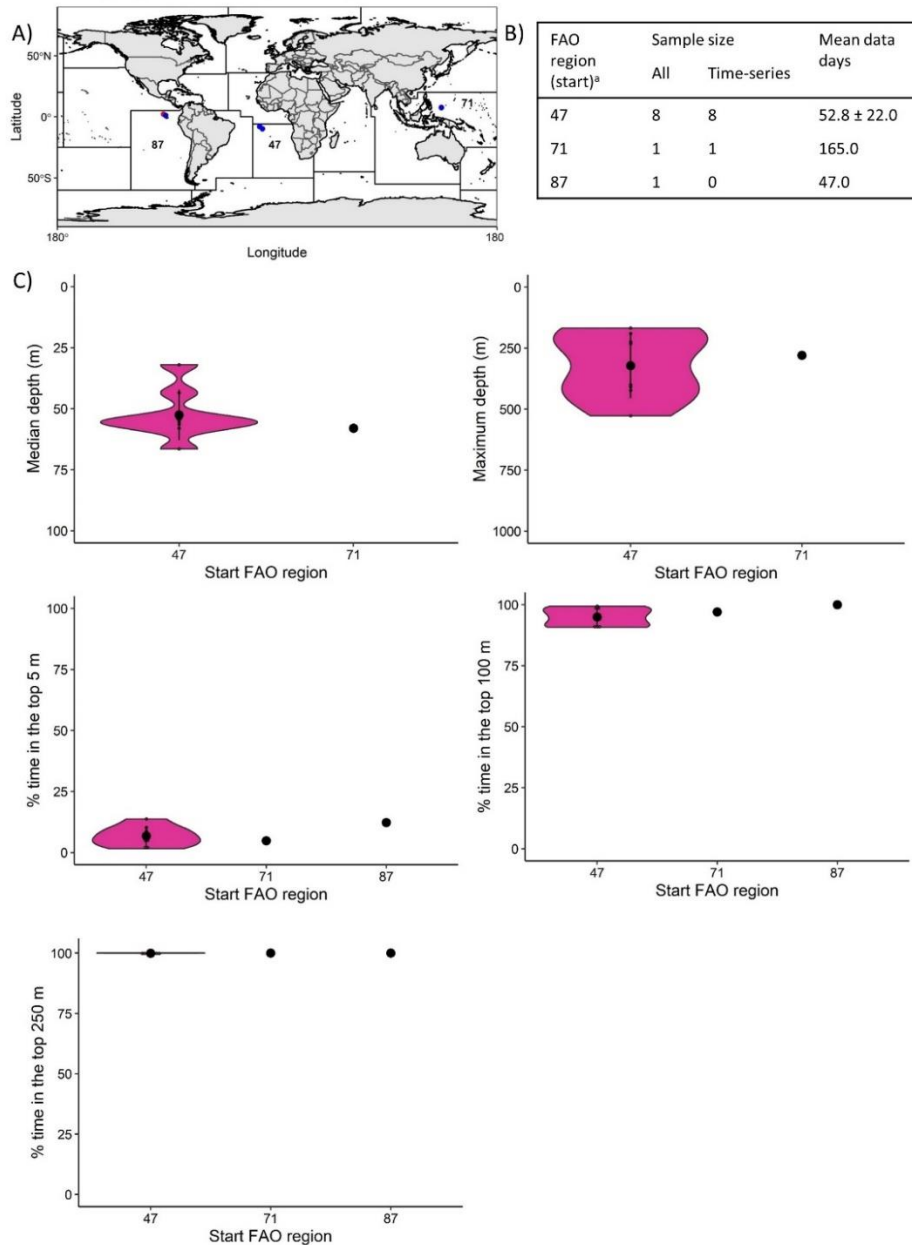 A)
50°N
0°
50°S
Latitude
71
87
47
180°
180
Longitude
B)
FAO region (start)ᵃ
Sample size
Mean data days
All
Time-series
47 8 8 52.8 ± 22.0
71 1 1 165.0
87 1 0 47.0
C)
0
25
50
75
100
Median depth (m)
47 71
Start FAO region
0
250
500
750
1000
Maximum depth (m)
47 71
Start FAO region
100
75
50
25
0
% time in the top 5 m
47 71 87
Start FAO region
100
75
50
25
0
% time in the top 100 m
47 71 87
Start FAO region
100
75
50
25
0
% time in the top 250 m
47 71 87
Start FAO region